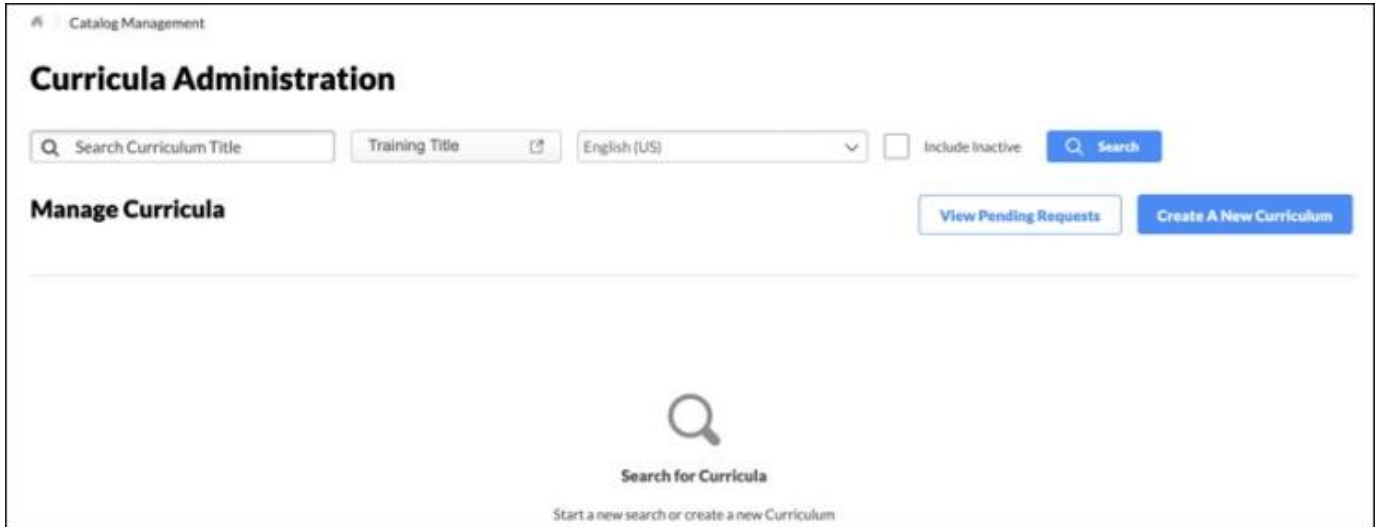 Catalog Management
Curricula Administration
Search Curriculum Title Training Title English (US) Include Inactive Search
Manage Curricula View Pending Requests Create A New Curriculum
Search for Curricula
Start a new search or create a new Curriculum